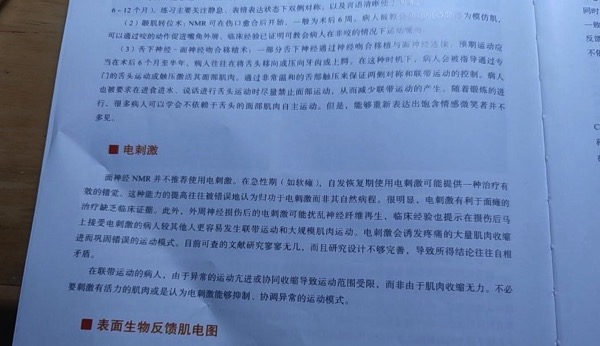 6~12个月)。练习主要关注静息、表情表达状态下双侧对称,以及言语清晰
(2)颞肌转位术:NMR可在伤口愈合后开始,一般为术后6周。病人被教
为模仿肌,
可以通过咬的动作促进嘴角外展。临床经验已证明可教会病人在非咬的情况下运动嘴角
(3)舌下神经-面神经吻合移植术:一部分舌下神经通过神经吻合移植与面神经连接。预期运动应
当在术后6个月至半年。病人往往在将舌头移向或压向牙齿或上腭。在这种时机下,病人会被指导通过专
门的舌头运动或触压激活其面部肌肉。通过非常温和的舌部触压来保证两侧对称和联带运动的控制。病人
也被要求在进食进水、说话进行舌头运动时尽量禁止面部运动,从而减少联带运动的产生。随着锻炼的进
行,很多病人可以学会不依赖于舌头的面部肌肉自主运动。但是,能够重新表达出饱含情感微笑者并不
多见。
电刺激
面神经NMR并不推荐使用电刺激。在急性期(如软瘫),自发恢复期使用电刺激可能提供一种治疗有
效的错觉。这种能力的提高往往被错误地认为归功于电刺激而非其自然病程。很明显,电刺激有利于面瘫的
治疗缺乏临床证据。此外,外周神经损伤后的电刺激可能扰乱神经纤维再生,临床经验也提示在损伤后马
上接受电刺激的病人较其他人更容易发生联带运动和大规模肌肉运动。电刺激会诱发疼痛的大量肌肉收缩
进而巩固错误的运动模式。目前可查的文献研究寥寥无几,而且研究设计不够完善,导致所得结论往往自相
矛盾。
在联带运动的病人,由于异常的运动亢进或协同收缩导致运动范围受限,而非由于肌肉收缩无力。不必
要刺激有活力的肌肉或是认为电刺激能够抑制、协调异常的运动模式。
表面生物反馈肌电图
同时
(2
反馈
不依
C
和
致